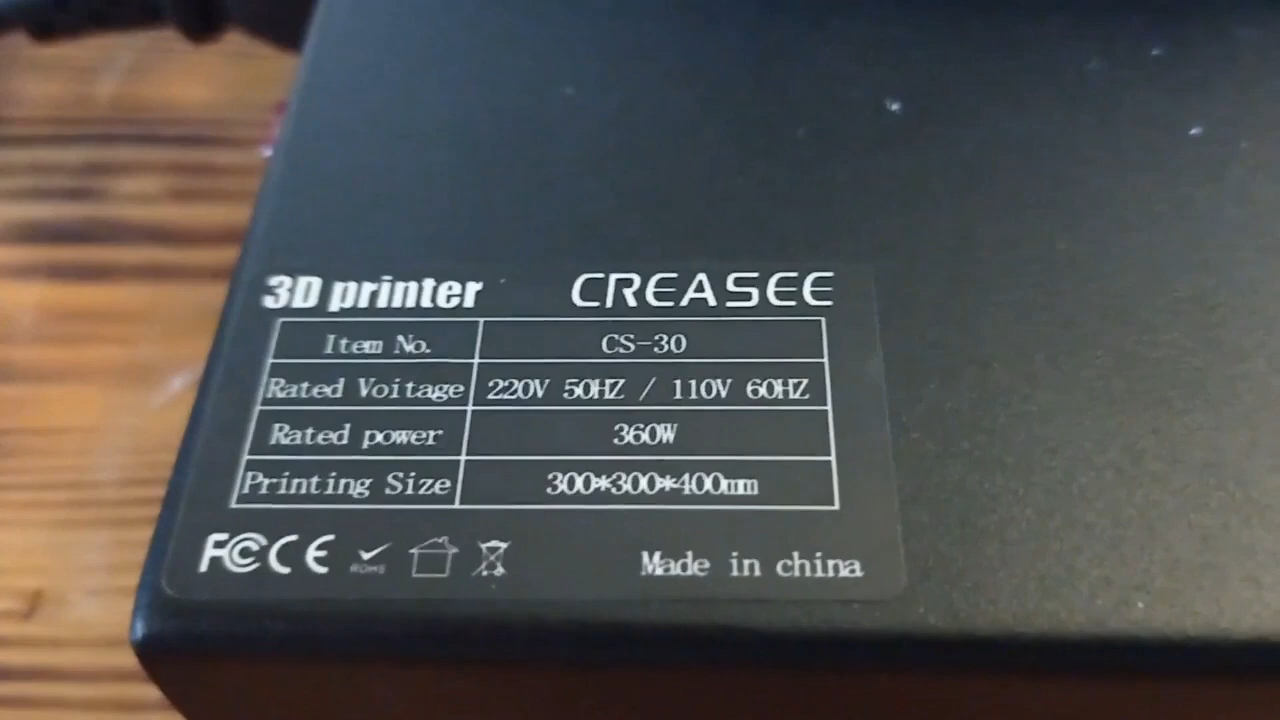 3D printer CREASEE
Item No. CS-30
Rated Voitage 220V 50HZ / 110V 60HZ
Rated power 360W
Printing Size 300*300*400mm
FC CE ROHS Made in china